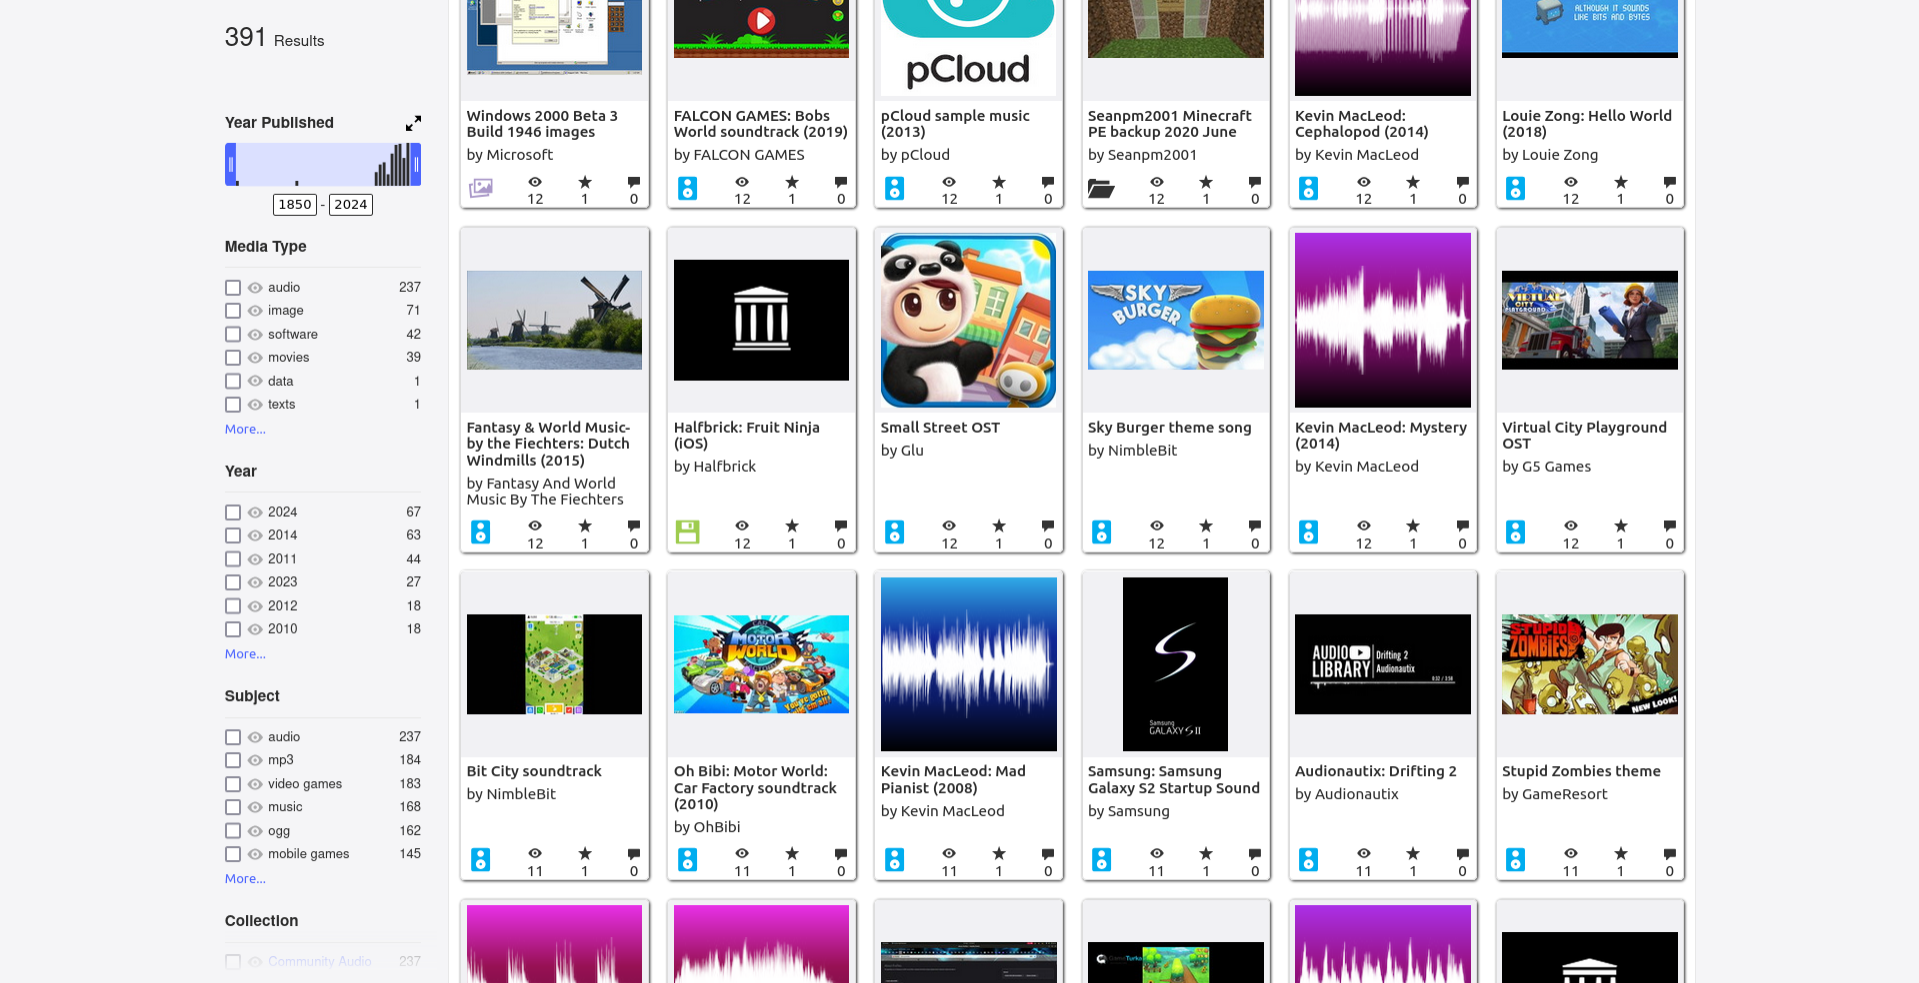 391 Results
Year Published
1850 - 2024
Media Type
audio 237
image 71
software 42
movies 39
data 1
texts 1
More...
Year
2024 67
2014 63
2011 44
2023 27
2012 18
2010 18
More...
Subject
audio 237
mp3 184
video games 183
music 168
ogg 162
mobile games 145
More...
Collection
Community Audio 237
pCloud
ALTHOUGH IT SOUNDS
LIKE BITS AND BYTES
Windows 2000 Beta 3
Build 1946 images
by Microsoft
12 1 0
FALCON GAMES: Bobs
World soundtrack (2019)
by FALCON GAMES
12 1 0
pCloud sample music
(2013)
by pCloud
12 1 0
Seanpm2001 Minecraft
PE backup 2020 June
by Seanpm2001
12 1 0
Kevin MacLeod:
Cephalopod (2014)
by Kevin MacLeod
12 1 0
Louie Zong: Hello World
(2018)
by Louie Zong
12 1 0
Fantasy & World Music-
by the Fiechters: Dutch
Windmills (2015)
by Fantasy And World
Music By The Fiechters
12 1 0
Halfbrick: Fruit Ninja
(iOS)
by Halfbrick
12 1 0
Small Street OST
by Glu
12 1 0
SKY
BURGER
Sky Burger theme song
by NimbleBit
12 1 0
Kevin MacLeod: Mystery
(2014)
by Kevin MacLeod
12 1 0
VIRTUAL
CITY
PLAYGROUND
Virtual City Playground
OST
by G5 Games
12 1 0
Bit City soundtrack
by NimbleBit
11 1 0
MOTOR
WORLD
Oh Bibi: Motor World:
Car Factory soundtrack
(2010)
by OhBibi
11 1 0
Kevin MacLeod: Mad
Pianist (2008)
by Kevin MacLeod
11 1 0
Samsung
GALAXY S II
Samsung: Samsung
Galaxy S2 Startup Sound
by Samsung
11 1 0
AUDIO
LIBRARY
Drifting 2
Audionautix
Audionautix: Drifting 2
by Audionautix
11 1 0
STUPID
ZOMBIES
NEW LOOK!
Stupid Zombies theme
by GameResort
11 1 0